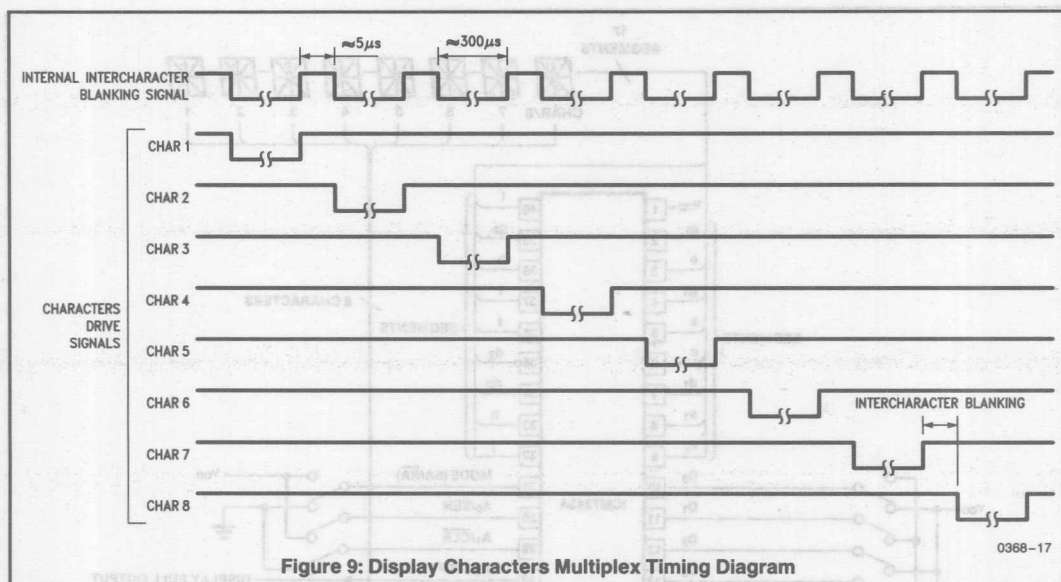 ≈5μs
≈300μs
INTERNAL INTERCHARACTER
BLANKING SIGNAL
CHAR 1
CHAR 2
CHAR 3
CHAR 4
CHARACTERS
DRIVE
SIGNALS
CHAR 5
CHAR 6
INTERCHARACTER BLANKING
CHAR 7
CHAR 8
0368–17
Figure 9: Display Characters Multiplex Timing Diagram